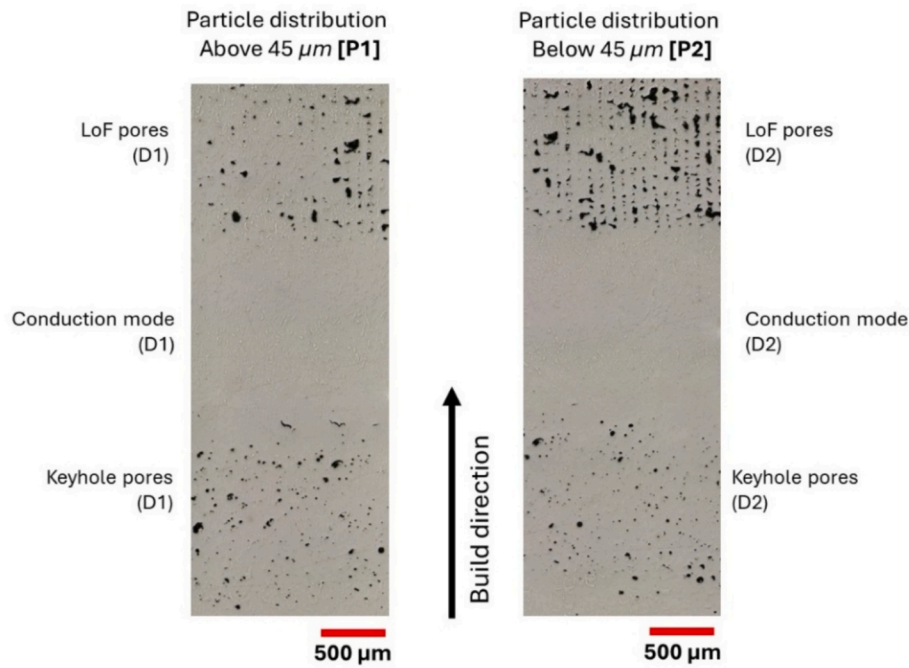 Particle distribution
Above 45 µm [P1]
Particle distribution
Below 45 µm [P2]
LoF pores
(D1)
LoF pores
(D2)
Conduction mode
(D1)
Conduction mode
(D2)
Keyhole pores
(D1)
Build direction
Keyhole pores
(D2)
500 µm
500 µm